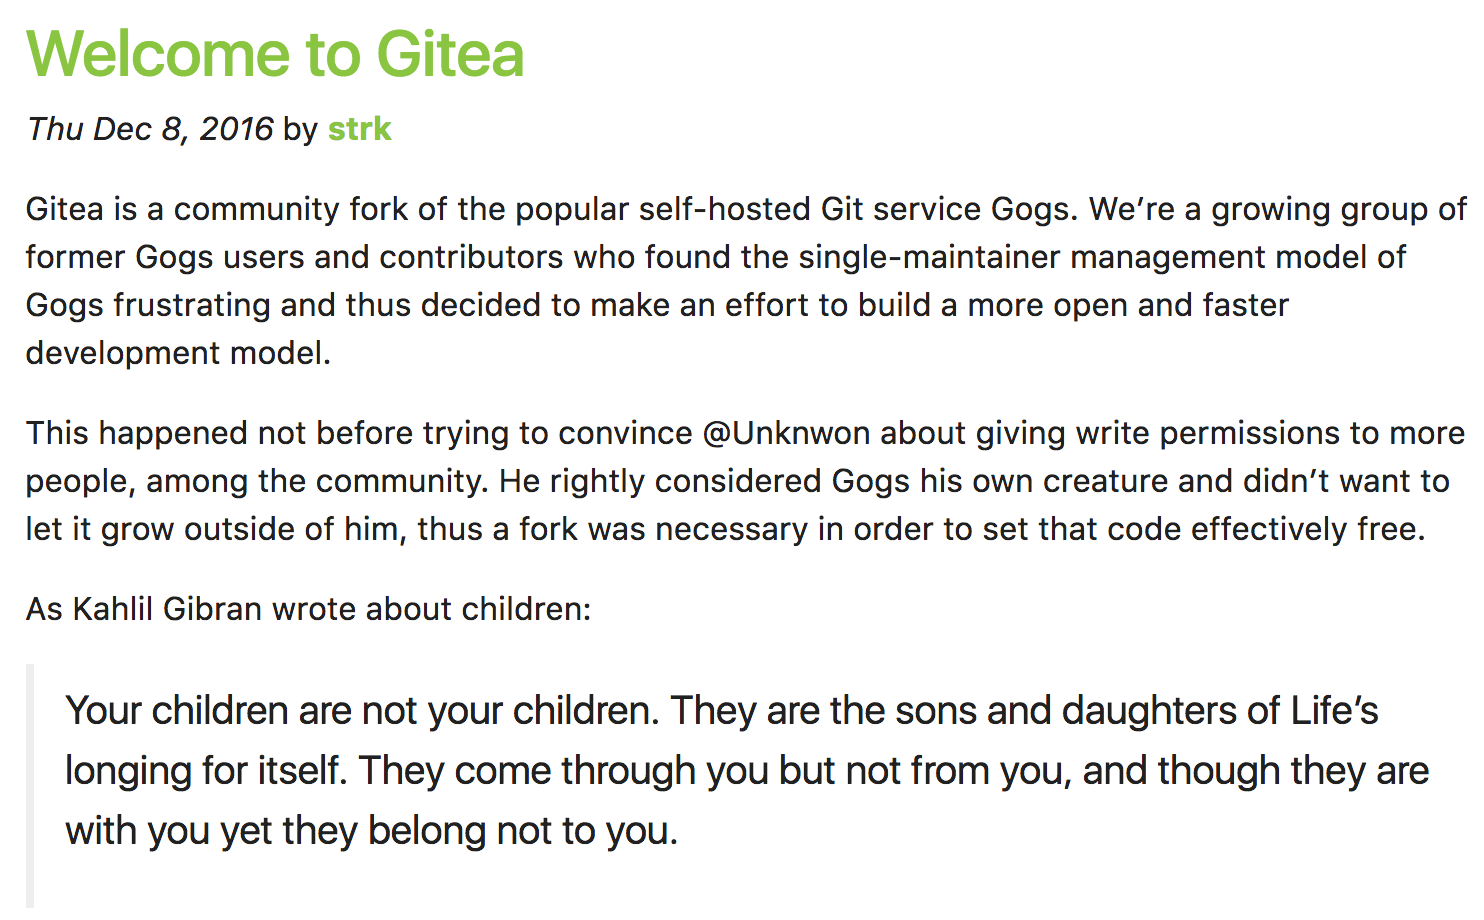 Welcome to Gitea
Thu Dec 8, 2016 by strk
Gitea is a community fork of the popular self-hosted Git service Gogs. We’re a growing group of
former Gogs users and contributors who found the single-maintainer management model of
Gogs frustrating and thus decided to make an effort to build a more open and faster
development model.
This happened not before trying to convince @Unknwon about giving write permissions to more
people, among the community. He rightly considered Gogs his own creature and didn’t want to
let it grow outside of him, thus a fork was necessary in order to set that code effectively free.
As Kahlil Gibran wrote about children:
Your children are not your children. They are the sons and daughters of Life’s
longing for itself. They come through you but not from you, and though they are
with you yet they belong not to you.